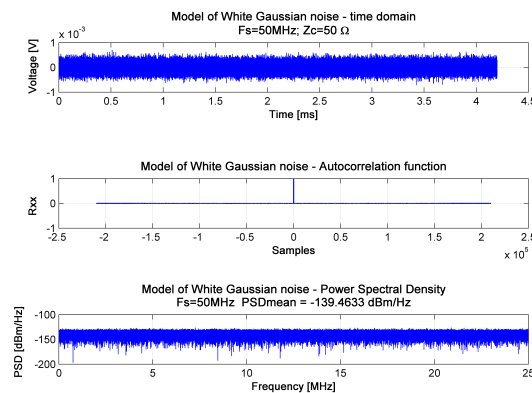 Model of White Gaussian noise - time domain
Fs=50MHz; Zc=50 Ω
x 10⁻³
Voltage [V]
1
0
-1
0 0.5 1 1.5 2 2.5 3 3.5 4 4.5
Time [ms]
Model of White Gaussian noise - Autocorrelation function
Rxx
1
0
-1
-2.5 -2 -1.5 -1 -0.5 0 0.5 1 1.5 2 2.5
Samples
x 10⁵
Model of White Gaussian noise - Power Spectral Density
Fs=50MHz PSDmean = -139.4633 dBm/Hz
PSD [dBm/Hz]
-100
-150
-200
0 5 10 15 20 25
Frequency [MHz]